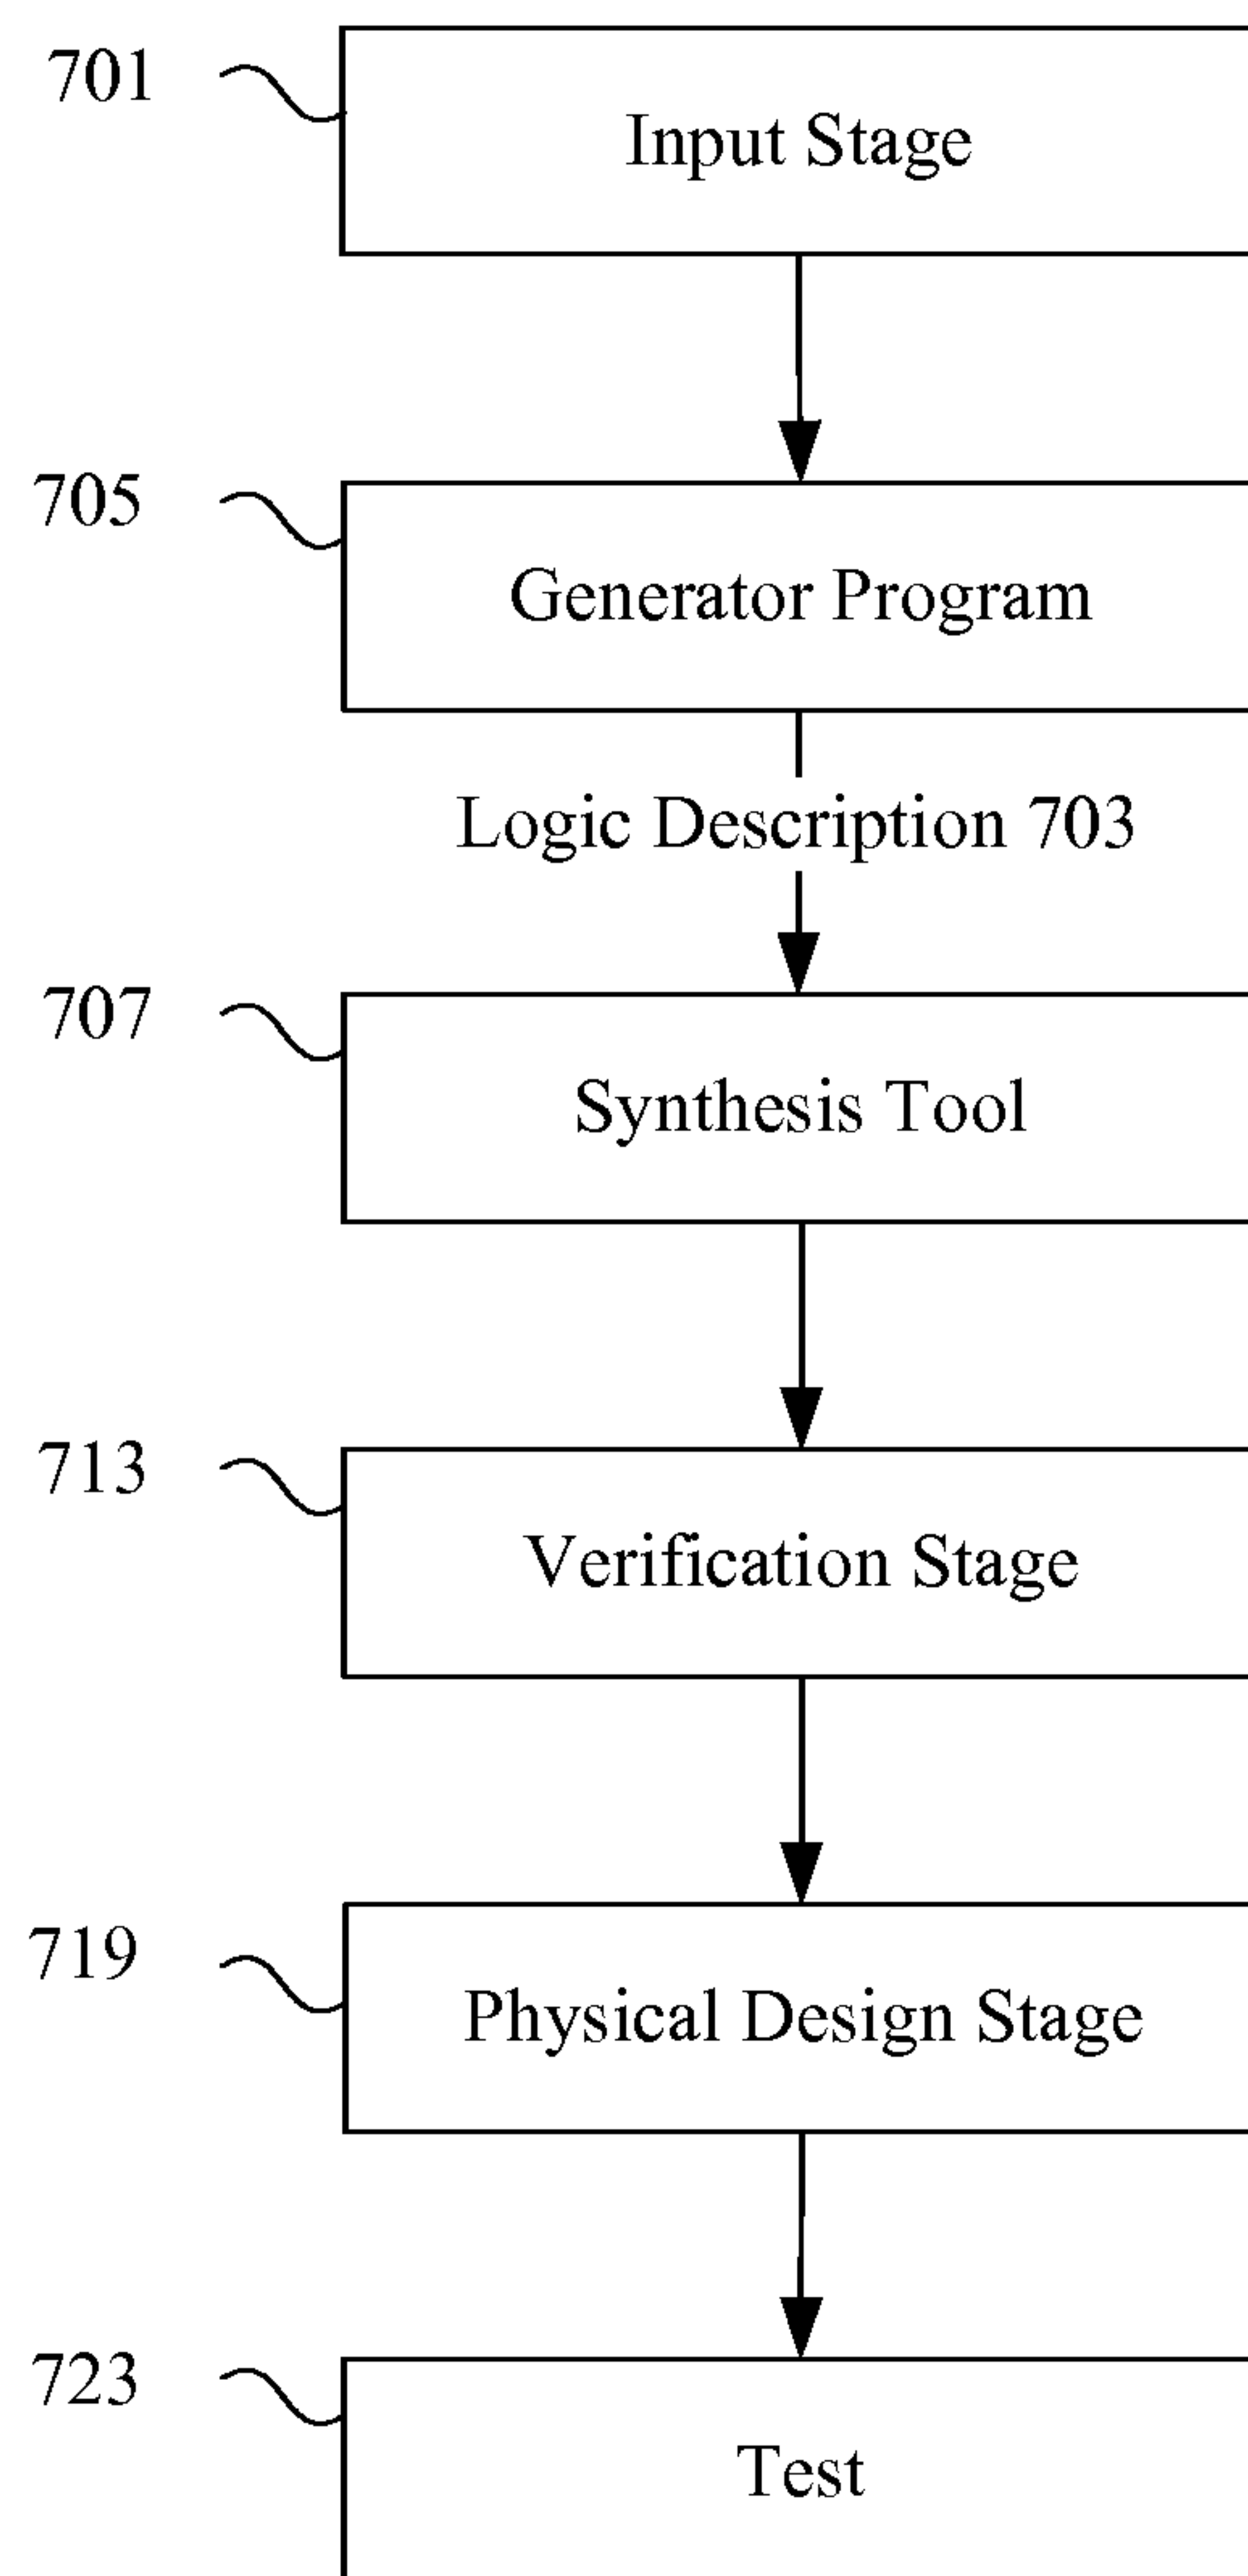 701
Input Stage
705
Generator Program
Logic Description 703
707
Synthesis Tool
713
Verification Stage
719
Physical Design Stage
723
Test